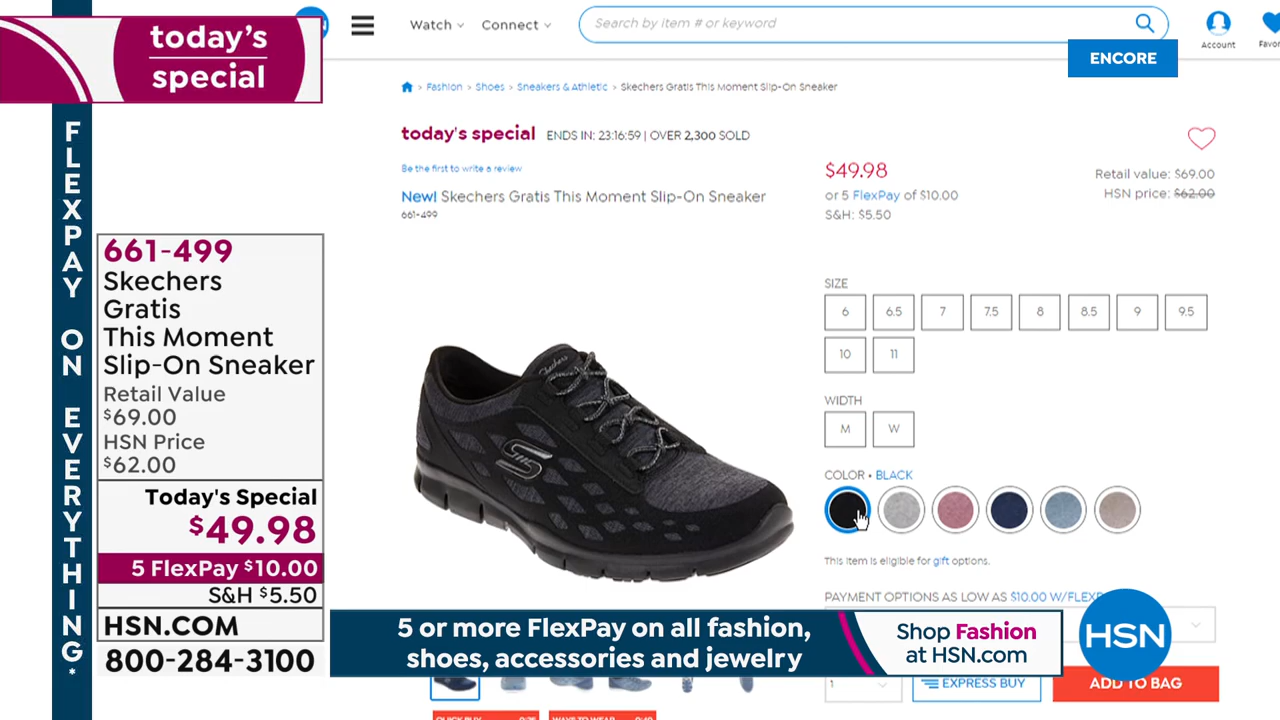 today's
special
FLEXPAY ON EVERYTHING*
661-499
Skechers
Gratis
This Moment
Slip-On Sneaker
Retail Value
$69.00
HSN Price
$62.00
Today's Special
$49.98
5 FlexPay $10.00
S&H $5.50
HSN.COM
800-284-3100
Watch
Connect
Search by item # or keyword
Account
ENCORE
> Fashion > Shoes > Sneakers & Athletic > Skechers Gratis This Moment Slip-On Sneaker
today's special ENDS IN: 23:16:59 | OVER 2,300 SOLD
Be the first to write a review
New! Skechers Gratis This Moment Slip-On Sneaker
661-499
$49.98
or 5 FlexPay of $10.00
S&H: $5.50
Retail value: $69.00
HSN price: $62.00
Skechers
SIZE
6 6.5 7 7.5 8 8.5 9 9.5
10 11
WIDTH
M W
COLOR • BLACK
This item is eligible for gift options.
PAYMENT OPTIONS AS LOW AS $10.00 W/FLEXP
5 or more FlexPay on all fashion,
shoes, accessories and jewelry
Shop Fashion
at HSN.com
HSN
1
EXPRESS BUY
ADD TO BAG